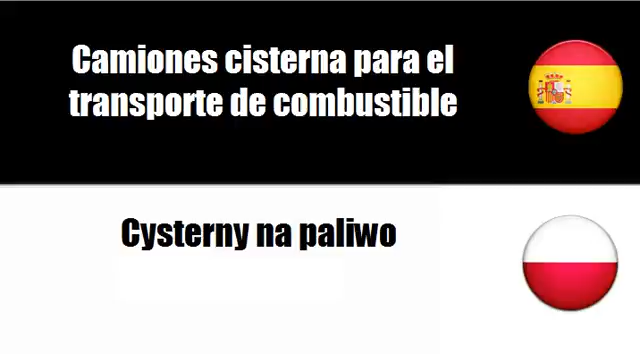 Camiones cisterna para el
transporte de combustible
Cysterny na paliwo